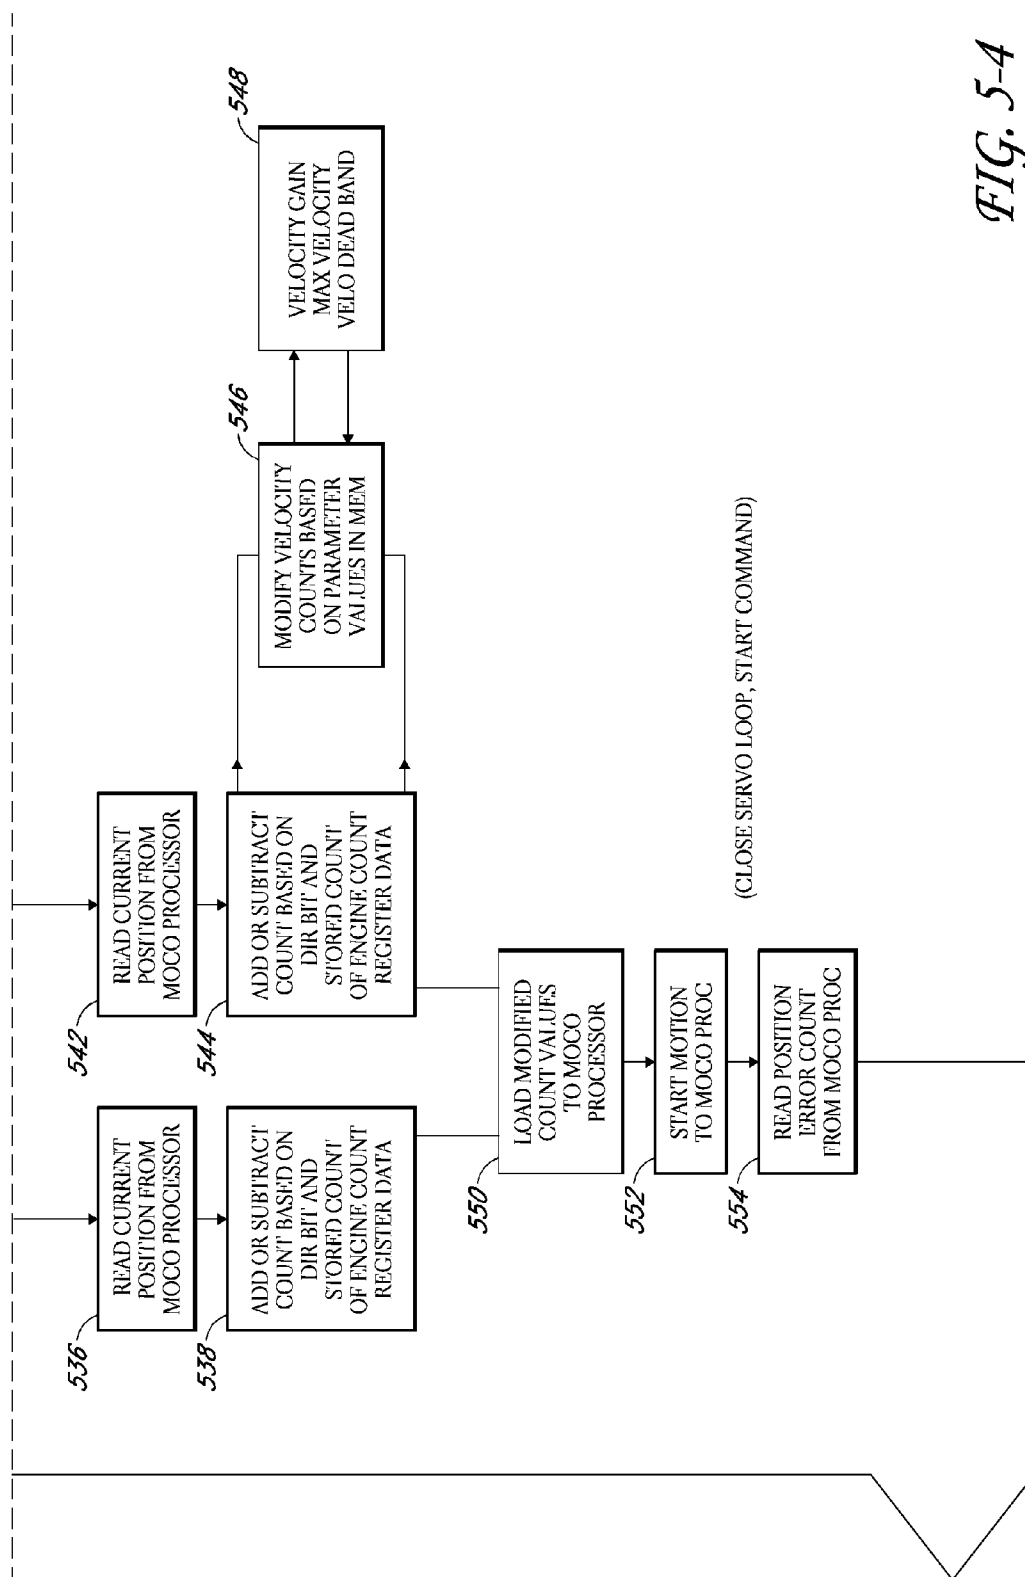 536
READ CURRENT
POSITION FROM
MOCO PROCESSOR
538
ADD OR SUBTRACT
COUNT BASED ON
DIR BIT AND
STORED COUNT
OF ENGINE COUNT
REGISTER DATA
542
READ CURRENT
POSITION FROM
MOCO PROCESSOR
544
ADD OR SUBTRACT
COUNT BASED ON
DIR BIT AND
STORED COUNT
OF ENGINE COUNT
REGISTER DATA
546
MODIFY VELOCITY
COUNTS BASED
ON PARAMETER
VALUES IN MEM
548
VELOCITY GAIN
MAX VELOCITY
VELO DEAD BAND
550
LOAD MODIFIED
COUNT VALUES
TO MOCO
PROCESSOR
552
START MOTION
TO MOCO PROC
(CLOSE SERVO LOOP, START COMMAND)
554
READ POSITION
ERROR COUNT
FROM MOCO PROC
FIG. 5-4